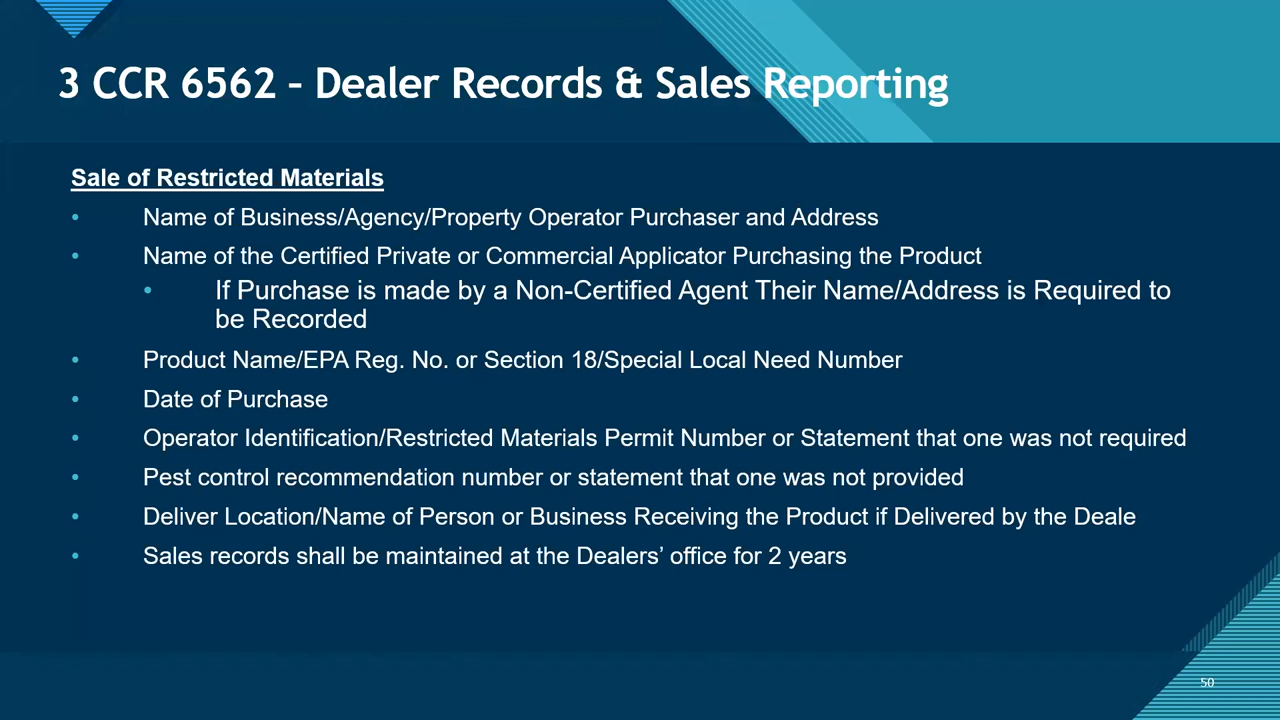 3 CCR 6562 – Dealer Records & Sales Reporting
Sale of Restricted Materials
• Name of Business/Agency/Property Operator Purchaser and Address
• Name of the Certified Private or Commercial Applicator Purchasing the Product
• If Purchase is made by a Non-Certified Agent Their Name/Address is Required to
be Recorded
• Product Name/EPA Reg. No. or Section 18/Special Local Need Number
• Date of Purchase
• Operator Identification/Restricted Materials Permit Number or Statement that one was not required
• Pest control recommendation number or statement that one was not provided
• Deliver Location/Name of Person or Business Receiving the Product if Delivered by the Deale
• Sales records shall be maintained at the Dealers’ office for 2 years
50